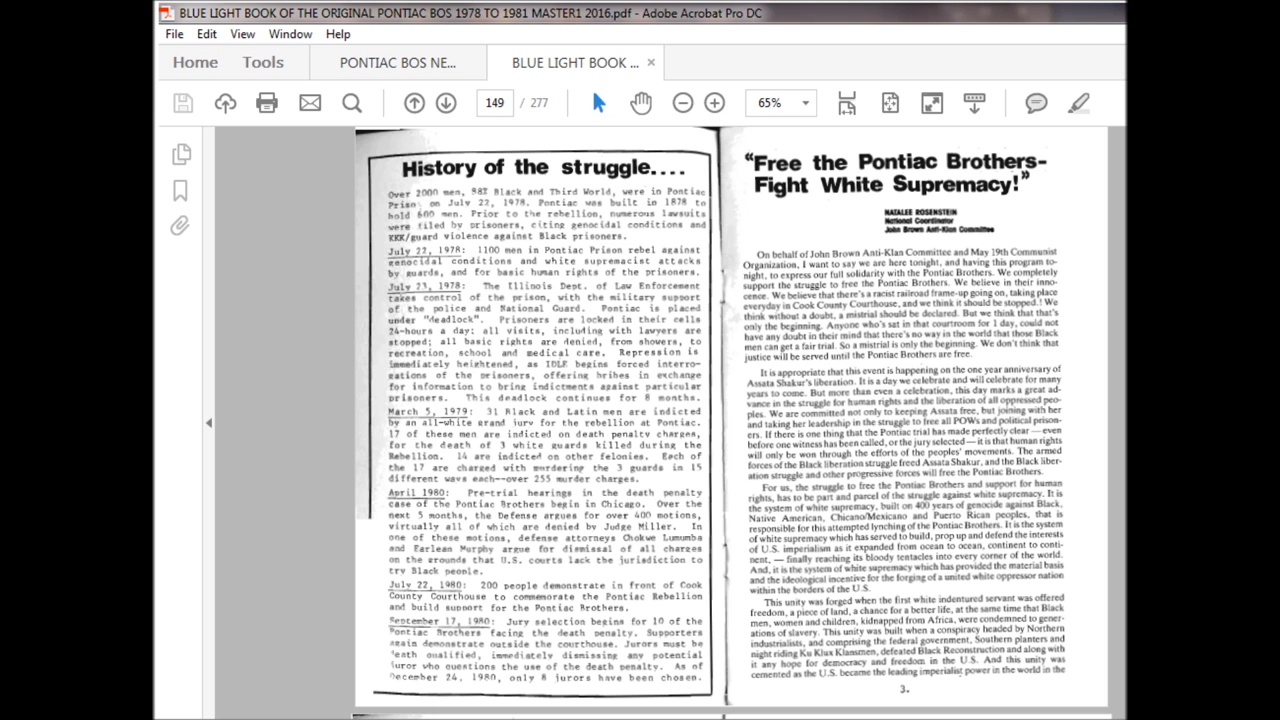 BLUE LIGHT BOOK OF THE ORIGINAL PONTIAC BOS 1978 TO 1981 MASTER1 2016.pdf - Adobe Acrobat Pro DC
File Edit View Window Help
Home Tools PONTIAC BOS NE... BLUE LIGHT BOOK ... ×
149 / 277 65%
History of the struggle....
Over 2000 men, 88% Black and Third World, were in Pontiac
Prison on July 22, 1978. Pontiac was built in 1878 to
hold 600 men. Prior to the rebellion, numerous lawsuits
were filed by prisoners, citing genocidal conditions and
KKK/guard violence against Black prisoners.
July 22, 1978: 1100 men in Pontiac Prison rebel against
genocidal conditions and white supremacist attacks
by guards, and for basic human rights of the prisoners.
July 23, 1978: The Illinois Dept. of Law Enforcement
takes control of the prison, with the military support
of the police and National Guard. Pontiac is placed
under "deadlock". Prisoners are locked in their cells
24-hours a day; all visits, including with lawyers are
stopped; all basic rights are denied, from showers, to
recreation, school and medical care. Repression is
immediately heightened, as IDLE begins forced interro-
gations of the prisoners, offering bribes in exchange
for information to bring indictments against particular
prisoners. This deadlock continues for 8 months.
March 5, 1979: 31 Black and Latin men are indicted
by an all-white grand jury for the rebellion at Pontiac.
17 of these men are indicted on death penalty charges,
for the death of 3 white guards killed during the
Rebellion. 14 are indicted on other felonies. Each of
the 17 are charged with murdering the 3 guards in 15
different ways each--over 255 murder charges.
April 1980: Pre-trial hearings in the death penalty
case of the Pontiac Brothers begin in Chicago. Over the
next 5 months, the Defense argues for over 400 motions,
virtually all of which are denied by Judge Miller. In
one of these motions, defense attorneys Chokwe Lumumba
and Earlean Murphy argue for dismissal of all charges
on the grounds that U.S. courts lack the jurisdiction to
try Black people.
July 22, 1980: 200 people demonstrate in front of Cook
County Courthouse to commemorate the Pontiac Rebellion
and build support for the Pontiac Brothers.
September 17, 1980: Jury selection begins for 10 of the
Pontiac Brothers facing the death penalty. Supporters
again demonstrate outside the courthouse. Jurors must be
death qualified, immediately dismissing any potential
juror who questions the use of the death penalty. As of
December 24, 1980, only 8 jurors have been chosen.
"Free the Pontiac Brothers-
Fight White Supremacy!"
NATALEE ROSENSTEIN
National Coordinator
John Brown Anti-Klan Committee
On behalf of John Brown Anti-Klan Committee and May 19th Communist
Organization, I want to say we are here tonight, and having this program to-
night, to express our full solidarity with the Pontiac Brothers. We completely
support the struggle to free the Pontiac Brothers. We believe in their inno-
cence. We believe that there's a racist railroad frame-up going on, taking place
everyday in Cook County Courthouse, and we think it should be stopped.! We
think without a doubt, a mistrial should be declared. But we think that that's
only the beginning. Anyone who's sat in that courtroom for 1 day, could not
have any doubt in their mind that there's no way in the world that those Black
men can get a fair trial. So a mistrial is only the beginning. We don't think that
justice will be served until the Pontiac Brothers are free.
It is appropriate that this event is happening on the one year anniversary of
Assata Shakur's liberation. It is a day we celebrate and will celebrate for many
years to come. But more than even a celebration, this day marks a great ad-
vance in the struggle for human rights and the liberation of all oppressed peo-
ples. We are committed not only to keeping Assata free, but joining with her
and taking her leadership in the struggle to free all POWs and political prison-
ers. If there is one thing that the Pontiac trial has made perfectly clear — even
before one witness has been called, or the jury selected — it is that human rights
will only be won through the efforts of the peoples' movements. The armed
forces of the Black liberation struggle freed Assata Shakur, and the Black liber-
ation struggle and other progressive forces will free the Pontiac Brothers.
For us, the struggle to free the Pontiac Brothers and support for human
rights, has to be part and parcel of the struggle against white supremacy. It is
the system of white supremacy, built on 400 years of genocide against Black,
Native American, Chicano/Mexicano and Puerto Rican peoples, that is
responsible for this attempted lynching of the Pontiac Brothers. It is the system
of white supremacy which has served to build, prop up and defend the interests
of U.S. imperialism as it expanded from ocean to ocean, continent to conti-
nent, — finally reaching its bloody tentacles into every corner of the world.
And, it is the system of white supremacy which has provided the material basis
and the ideological incentive for the forging of a united white oppressor nation
within the borders of the U.S.
This unity was forged when the first white indentured servant was offered
freedom, a piece of land, a chance for a better life, at the same time that Black
men, women and children, kidnapped from Africa, were condemned to gener-
ations of slavery. This unity was built when a conspiracy headed by Northern
industrialists, and comprising the federal government, Southern planters and
night riding Ku Klux Klansmen, defeated Black Reconstruction and along with
it any hope for democracy and freedom in the U.S. And this unity was
cemented as the U.S. became the leading imperialist power in the world in the
3.